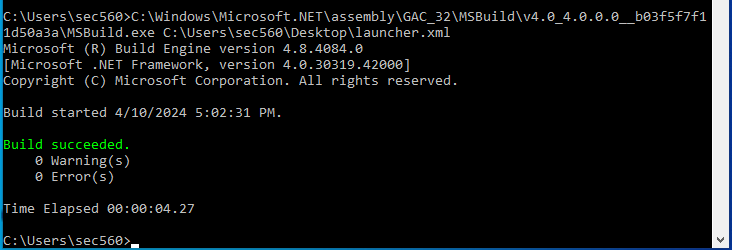 C:\Users\sec560>C:\Windows\Microsoft.NET\assembly\GAC_32\MSBuild\v4.0_4.0.0.0__b03f5f7f1
1d50a3a\MSBuild.exe C:\Users\sec560\Desktop\launcher.xml
Microsoft (R) Build Engine version 4.8.4084.0
[Microsoft .NET Framework, version 4.0.30319.42000]
Copyright (C) Microsoft Corporation. All rights reserved.
Build started 4/10/2024 5:02:31 PM.
Build succeeded.
0 Warning(s)
0 Error(s)
Time Elapsed 00:00:04.27
C:\Users\sec560>